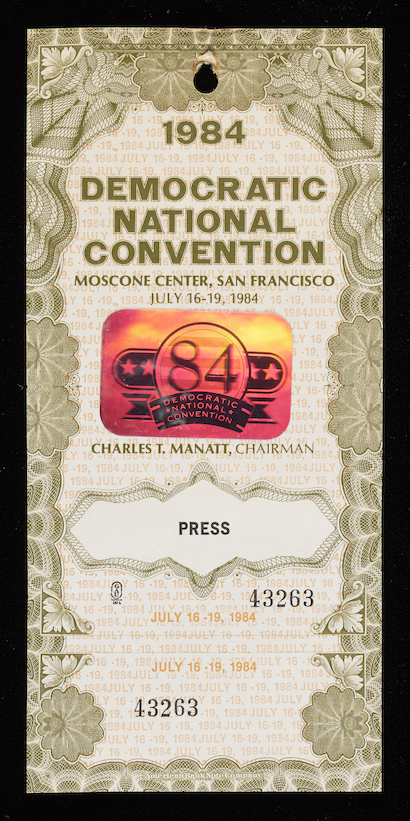 1984
DEMOCRATIC
NATIONAL
CONVENTION
MOSCONE CENTER, SAN FRANCISCO
JULY 16-19, 1984
84
DEMOCRATIC
★NATIONAL★
CONVENTION
CHARLES T. MANATT, CHAIRMAN
PRESS
43263
JULY 16 -19, 1984
JULY 16 -19, 1984
43263
American Bank Note Company